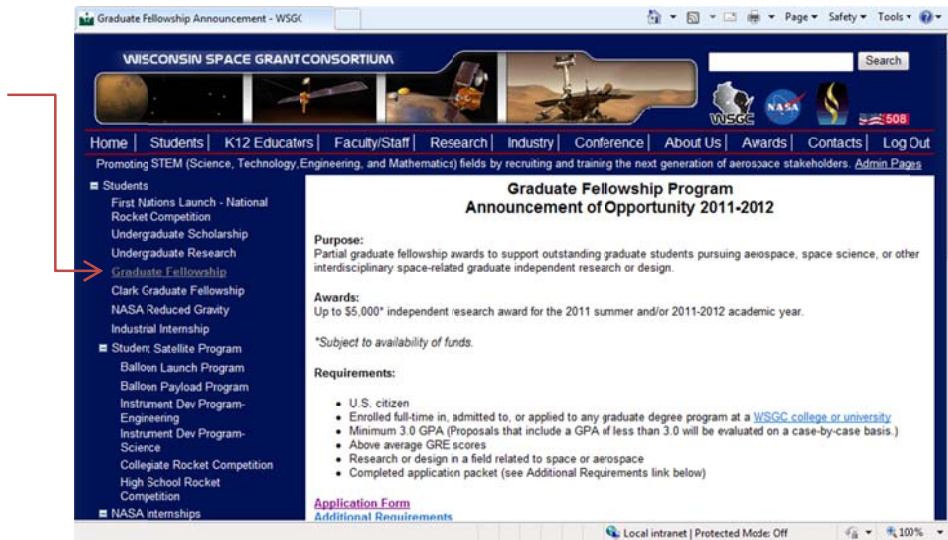 Graduate Fellowship Announcement - WSG(
Page Safety Tools
WISCONSIN SPACE GRANT CONSORTIUM
Search
WSGC NASA 508
Home | Students | K12 Educators | Faculty/Staff | Research | Industry | Conference | About Us | Awards | Contacts | Log Out
Promoting STEM (Science, Technology, Engineering, and Mathematics) fields by recruiting and training the next generation of aerospace stakeholders. Admin Pages
Students
First Nations Launch - National
Rocket Competition
Undergraduate Scholarship
Undergraduate Research
Graduate Fellowship
Clark Graduate Fellowship
NASA Reduced Gravity
Industrial Internship
Student Satellite Program
Balloon Launch Program
Balloon Payload Program
Instrument Dev Program-
Engineering
Instrument Dev Program-
Science
Collegiate Rocket Competition
High School Rocket
Competition
NASA Internships
Graduate Fellowship Program
Announcement of Opportunity 2011-2012
Purpose:
Partial graduate fellowship awards to support outstanding graduate students pursuing aerospace, space science, or other
interdisciplinary space-related graduate independent research or design.
Awards:
Up to $5,000* independent research award for the 2011 summer and/or 2011-2012 academic year.
*Subject to availability of funds.
Requirements:
• U.S. citizen
• Enrolled full-time in, admitted to, or applied to any graduate degree program at a WSGC college or university
• Minimum 3.0 GPA (Proposals that include a GPA of less than 3.0 will be evaluated on a case-by-case basis.)
• Above average GRE scores
• Research or design in a field related to space or aerospace
• Completed application packet (see Additional Requirements link below)
Application Form
Additional Requirements
Local intranet | Protected Mode: Off
100%